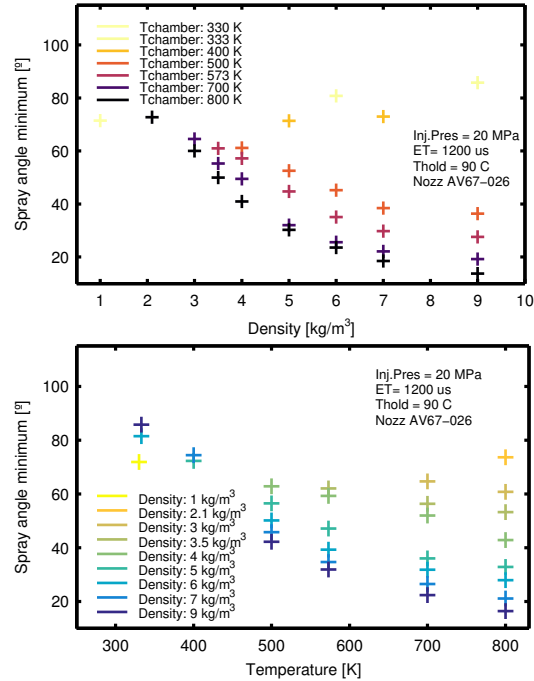 100
80
60
40
20
Spray angle minimum [º]
Tchamber: 330 K
Tchamber: 333 K
Tchamber: 400 K
Tchamber: 500 K
Tchamber: 573 K
Tchamber: 700 K
Tchamber: 800 K
Inj.Pres = 20 MPa
ET= 1200 us
Thold = 90 C
Nozz AV67−026
1 2 3 4 5 6 7 8 9 10
Density [kg/m³]
100
80
60
40
20
Spray angle minimum [º]
Inj.Pres = 20 MPa
ET= 1200 us
Thold = 90 C
Nozz AV67−026
Density: 1 kg/m³
Density: 2.1 kg/m³
Density: 3 kg/m³
Density: 3.5 kg/m³
Density: 4 kg/m³
Density: 5 kg/m³
Density: 6 kg/m³
Density: 7 kg/m³
Density: 9 kg/m³
300 400 500 600 700 800
Temperature [K]